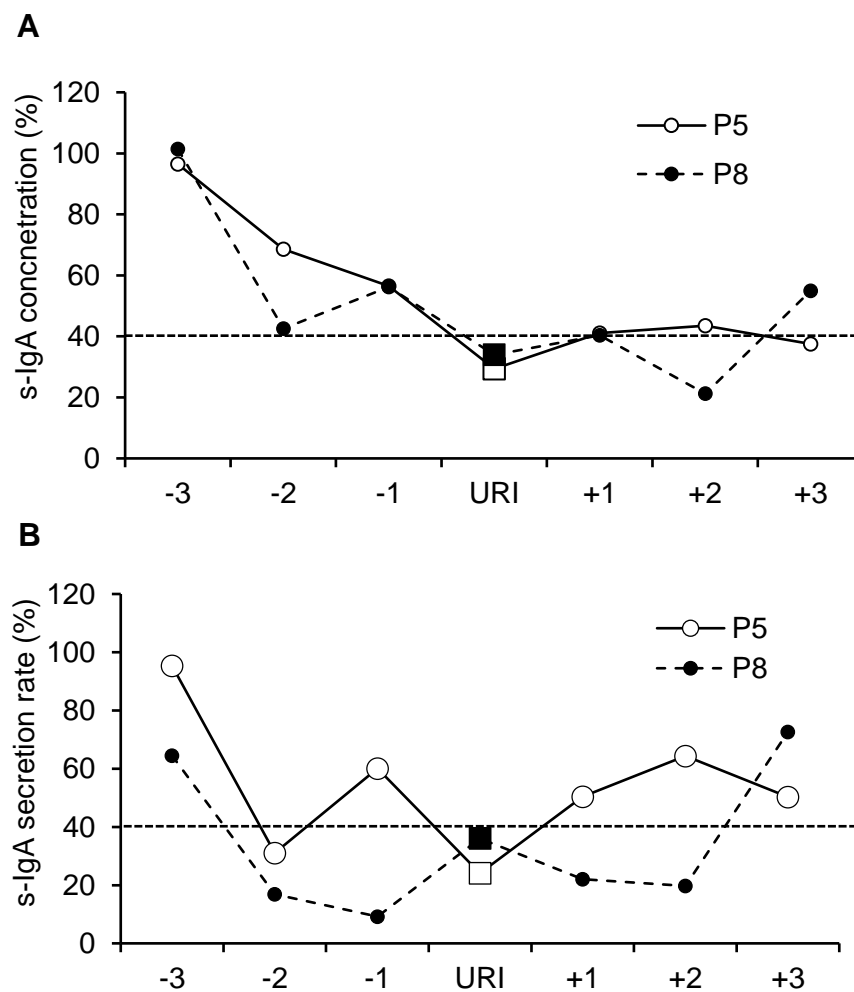 A
s-IgA concnetration (%)
120
100
80
60
40
20
0
P5
P8
-3 -2 -1 URI +1 +2 +3
B
s-IgA secretion rate (%)
120
100
80
60
40
20
0
P5
P8
-3 -2 -1 URI +1 +2 +3